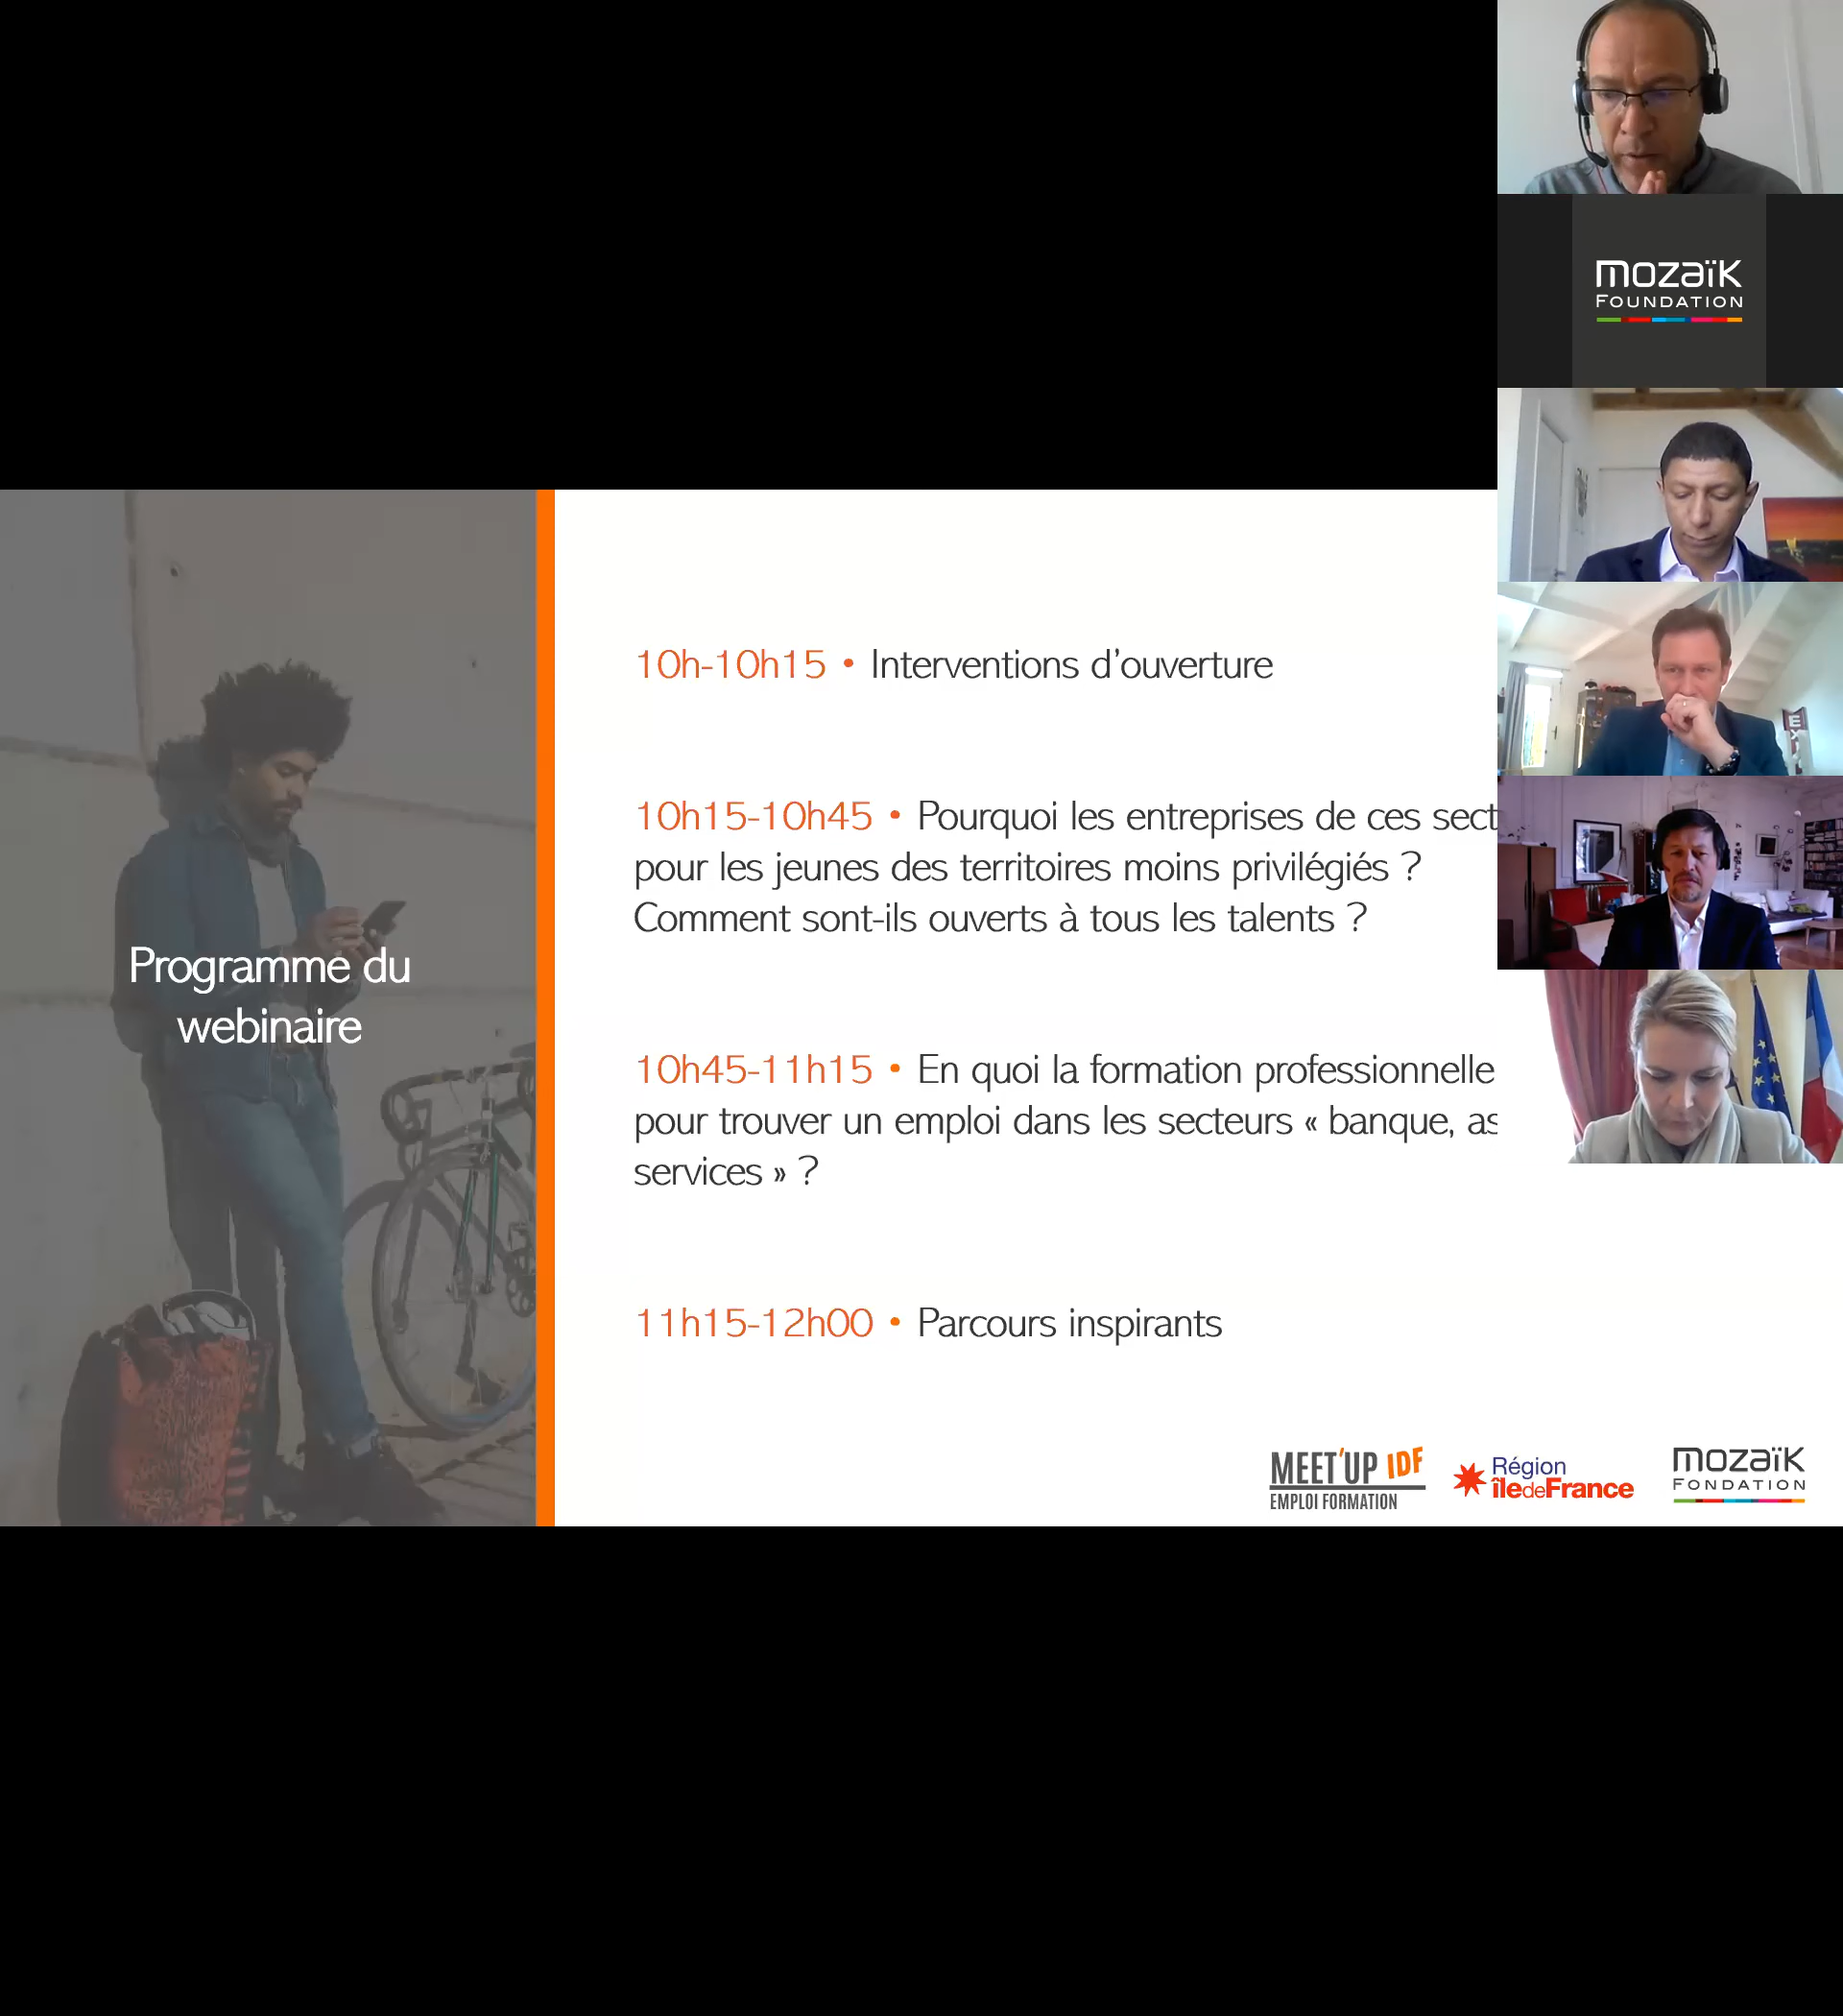 mozaïk
FOUNDATION
Programme du
webinaire
10h-10h15 • Interventions d’ouverture
10h15-10h45 • Pourquoi les entreprises de ces sect
pour les jeunes des territoires moins privilégiés ?
Comment sont-ils ouverts à tous les talents ?
10h45-11h15 • En quoi la formation professionnelle
pour trouver un emploi dans les secteurs « banque, as
services » ?
11h15-12h00 • Parcours inspirants
MEET'UP IDF
EMPLOI FORMATION
Région
îledeFrance
mozaïk
FONDATION